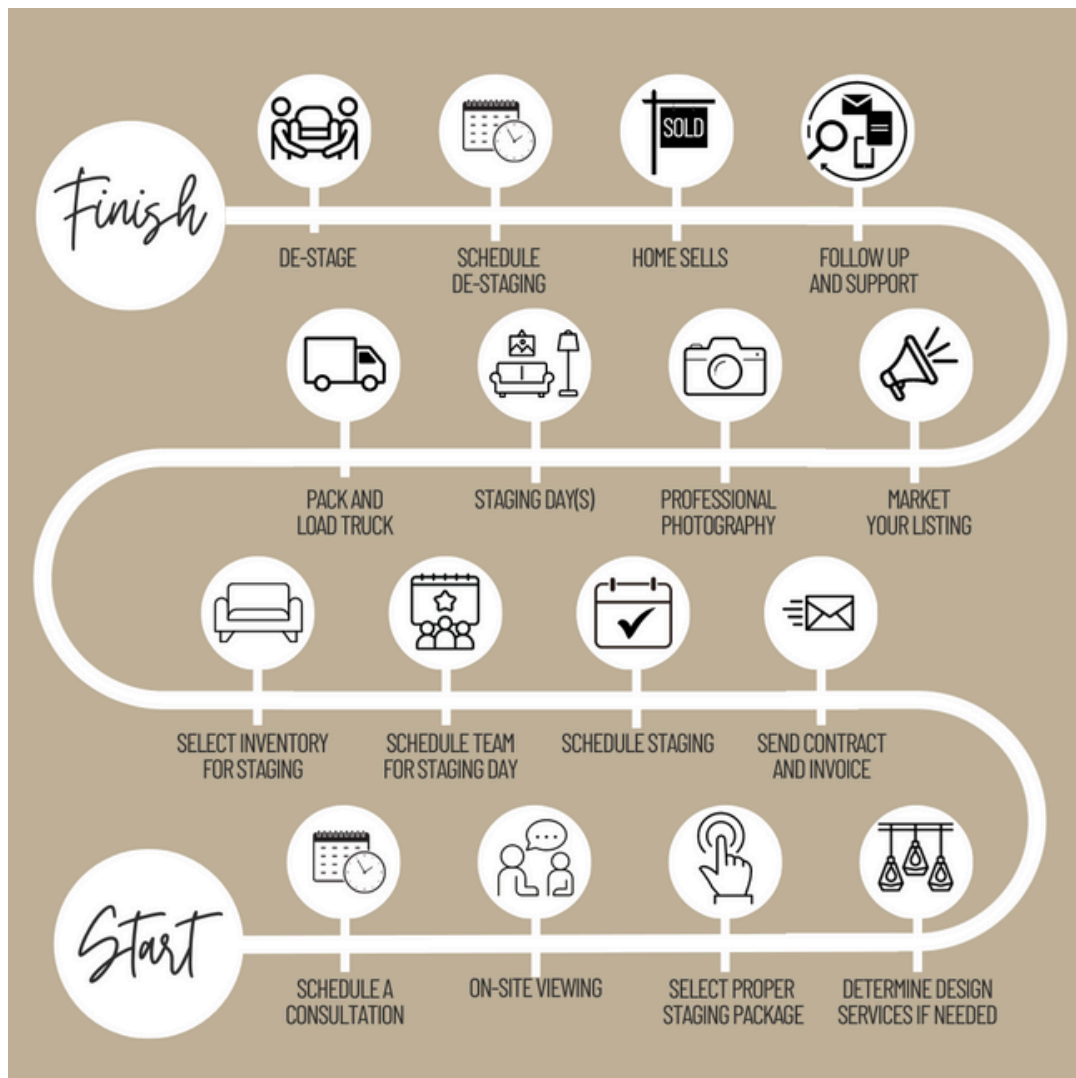 Finish
SOLD
DE-STAGE
SCHEDULE
DE-STAGING
HOME SELLS
FOLLOW UP
AND SUPPORT
PACK AND
LOAD TRUCK
STAGING DAY(S)
PROFESSIONAL
PHOTOGRAPHY
MARKET
YOUR LISTING
SELECT INVENTORY
FOR STAGING
SCHEDULE TEAM
FOR STAGING DAY
SCHEDULE STAGING
SEND CONTRACT
AND INVOICE
Start
SCHEDULE A
CONSULTATION
ON-SITE VIEWING
SELECT PROPER
STAGING PACKAGE
DETERMINE DESIGN
SERVICES IF NEEDED